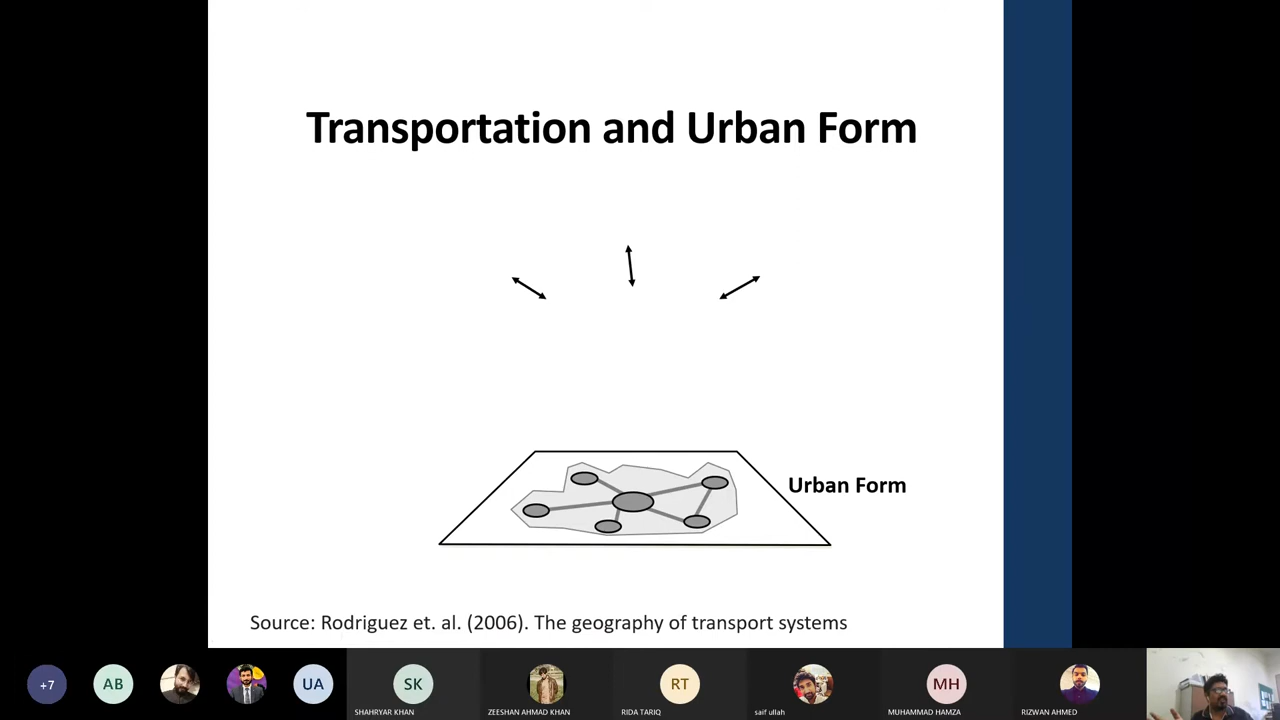 Transportation and Urban Form
Urban Form
Source: Rodriguez et. al. (2006). The geography of transport systems
+7
AB
UA
SK
RT
MH
SHAHRYAR KHAN
ZEESHAN AHMAD KHAN
RIDA TARIQ
saif ullah
MUHAMMAD HAMZA
RIZWAN AHMED